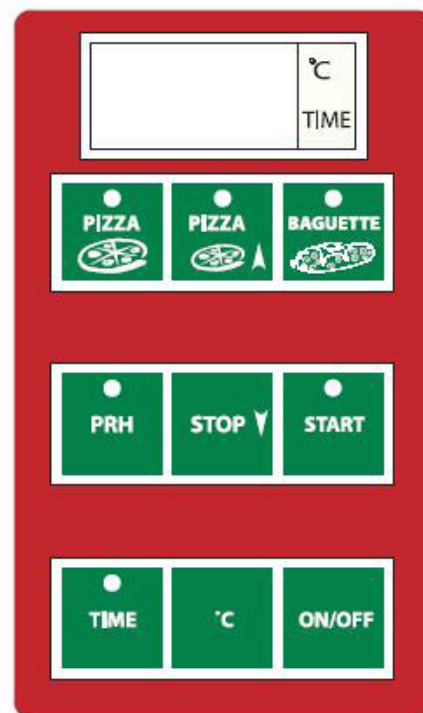 °C
TIME
PIZZA PIZZA BAGUETTE
PRH STOP START
TIME °C ON/OFF